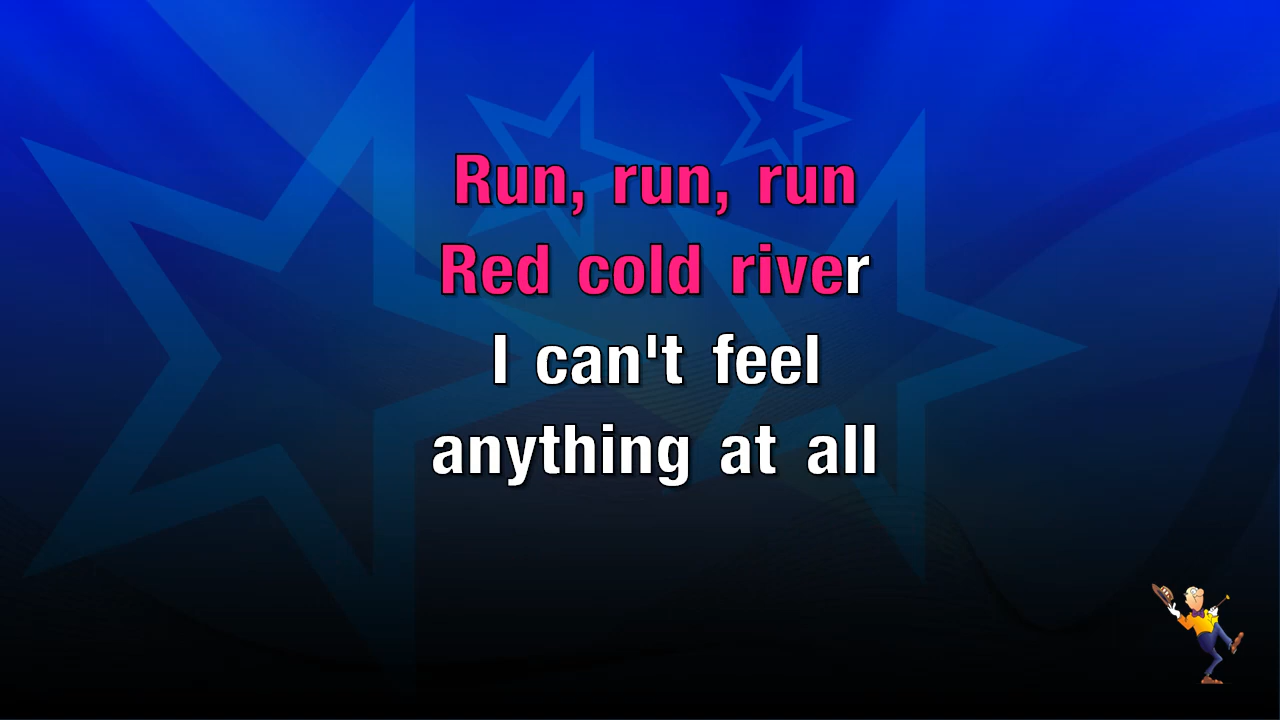 Run, run, run
Red cold river
I can't feel
anything at all